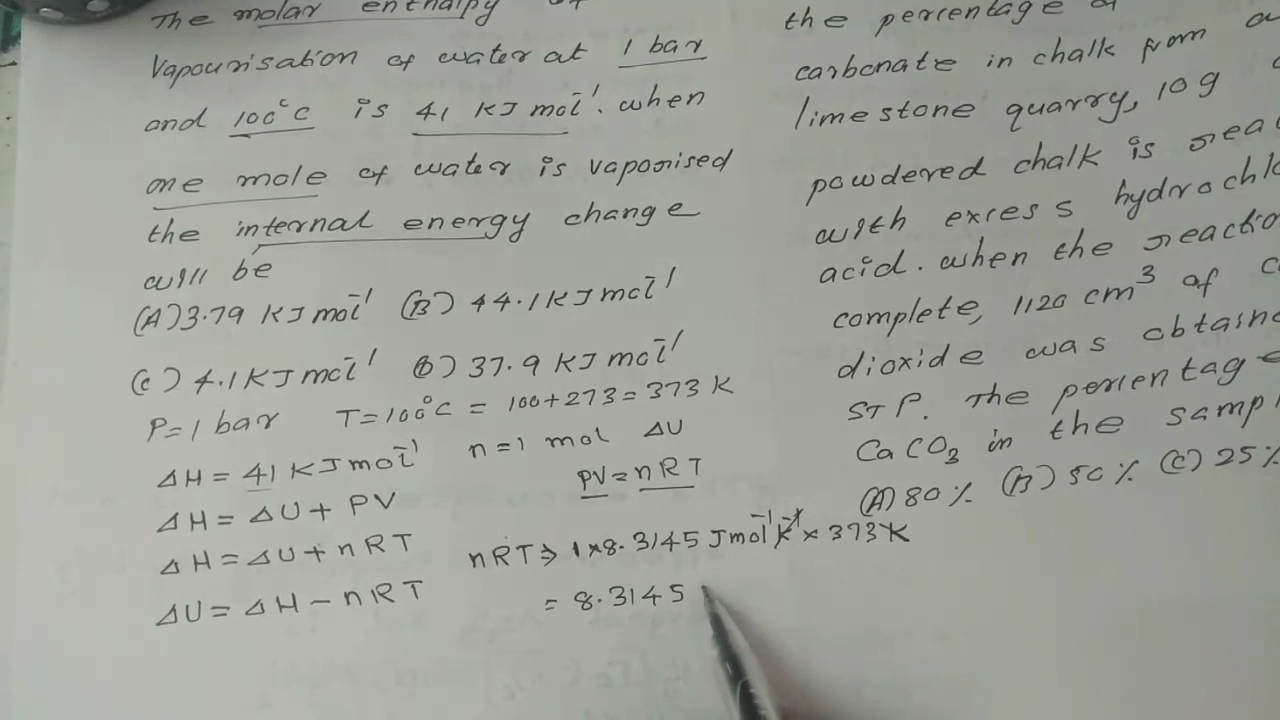 The molar enthalpy of
Vapourisation of water at 1 bar
and 100°C is 41 KJ mol⁻¹. when
one mole of water is vaporised
the internal energy change
will be
(A) 3.79 KJ mol⁻¹ (B) 44.1 KJ mol⁻¹
(C) 4.1 KJ mol⁻¹ (D) 37.9 KJ mol⁻¹
P = 1 bar T = 100°C = 100+273 = 373 K
ΔH = 41 KJ mol⁻¹ n = 1 mol ΔU
ΔH = ΔU + PV PV = nRT
ΔH = ΔU + nRT
ΔU = ΔH - nRT
nRT ⇒ 1 × 8.3145 J mol⁻¹ K⁻¹ × 373 K
= 8.3145
the percentage
carbonate in chalk from
limestone quarry, 10g
powdered chalk is
with excess
acid. when the
complete, 1120 cm³ of
dioxide was
STP. The percentage
CaCO₃ in the
(A) 80% (B) 50% (C) 25%